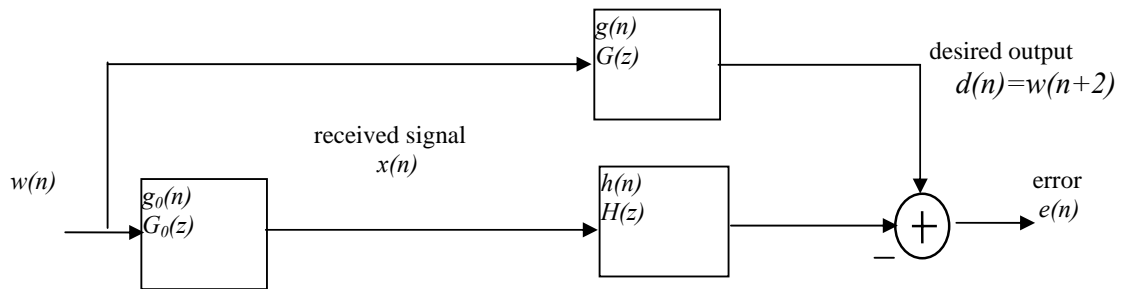 g(n)
G(z)
desired output
d(n)=w(n+2)
received signal
x(n)
w(n)
g₀(n)
G₀(z)
h(n)
H(z)
+
−
error
e(n)